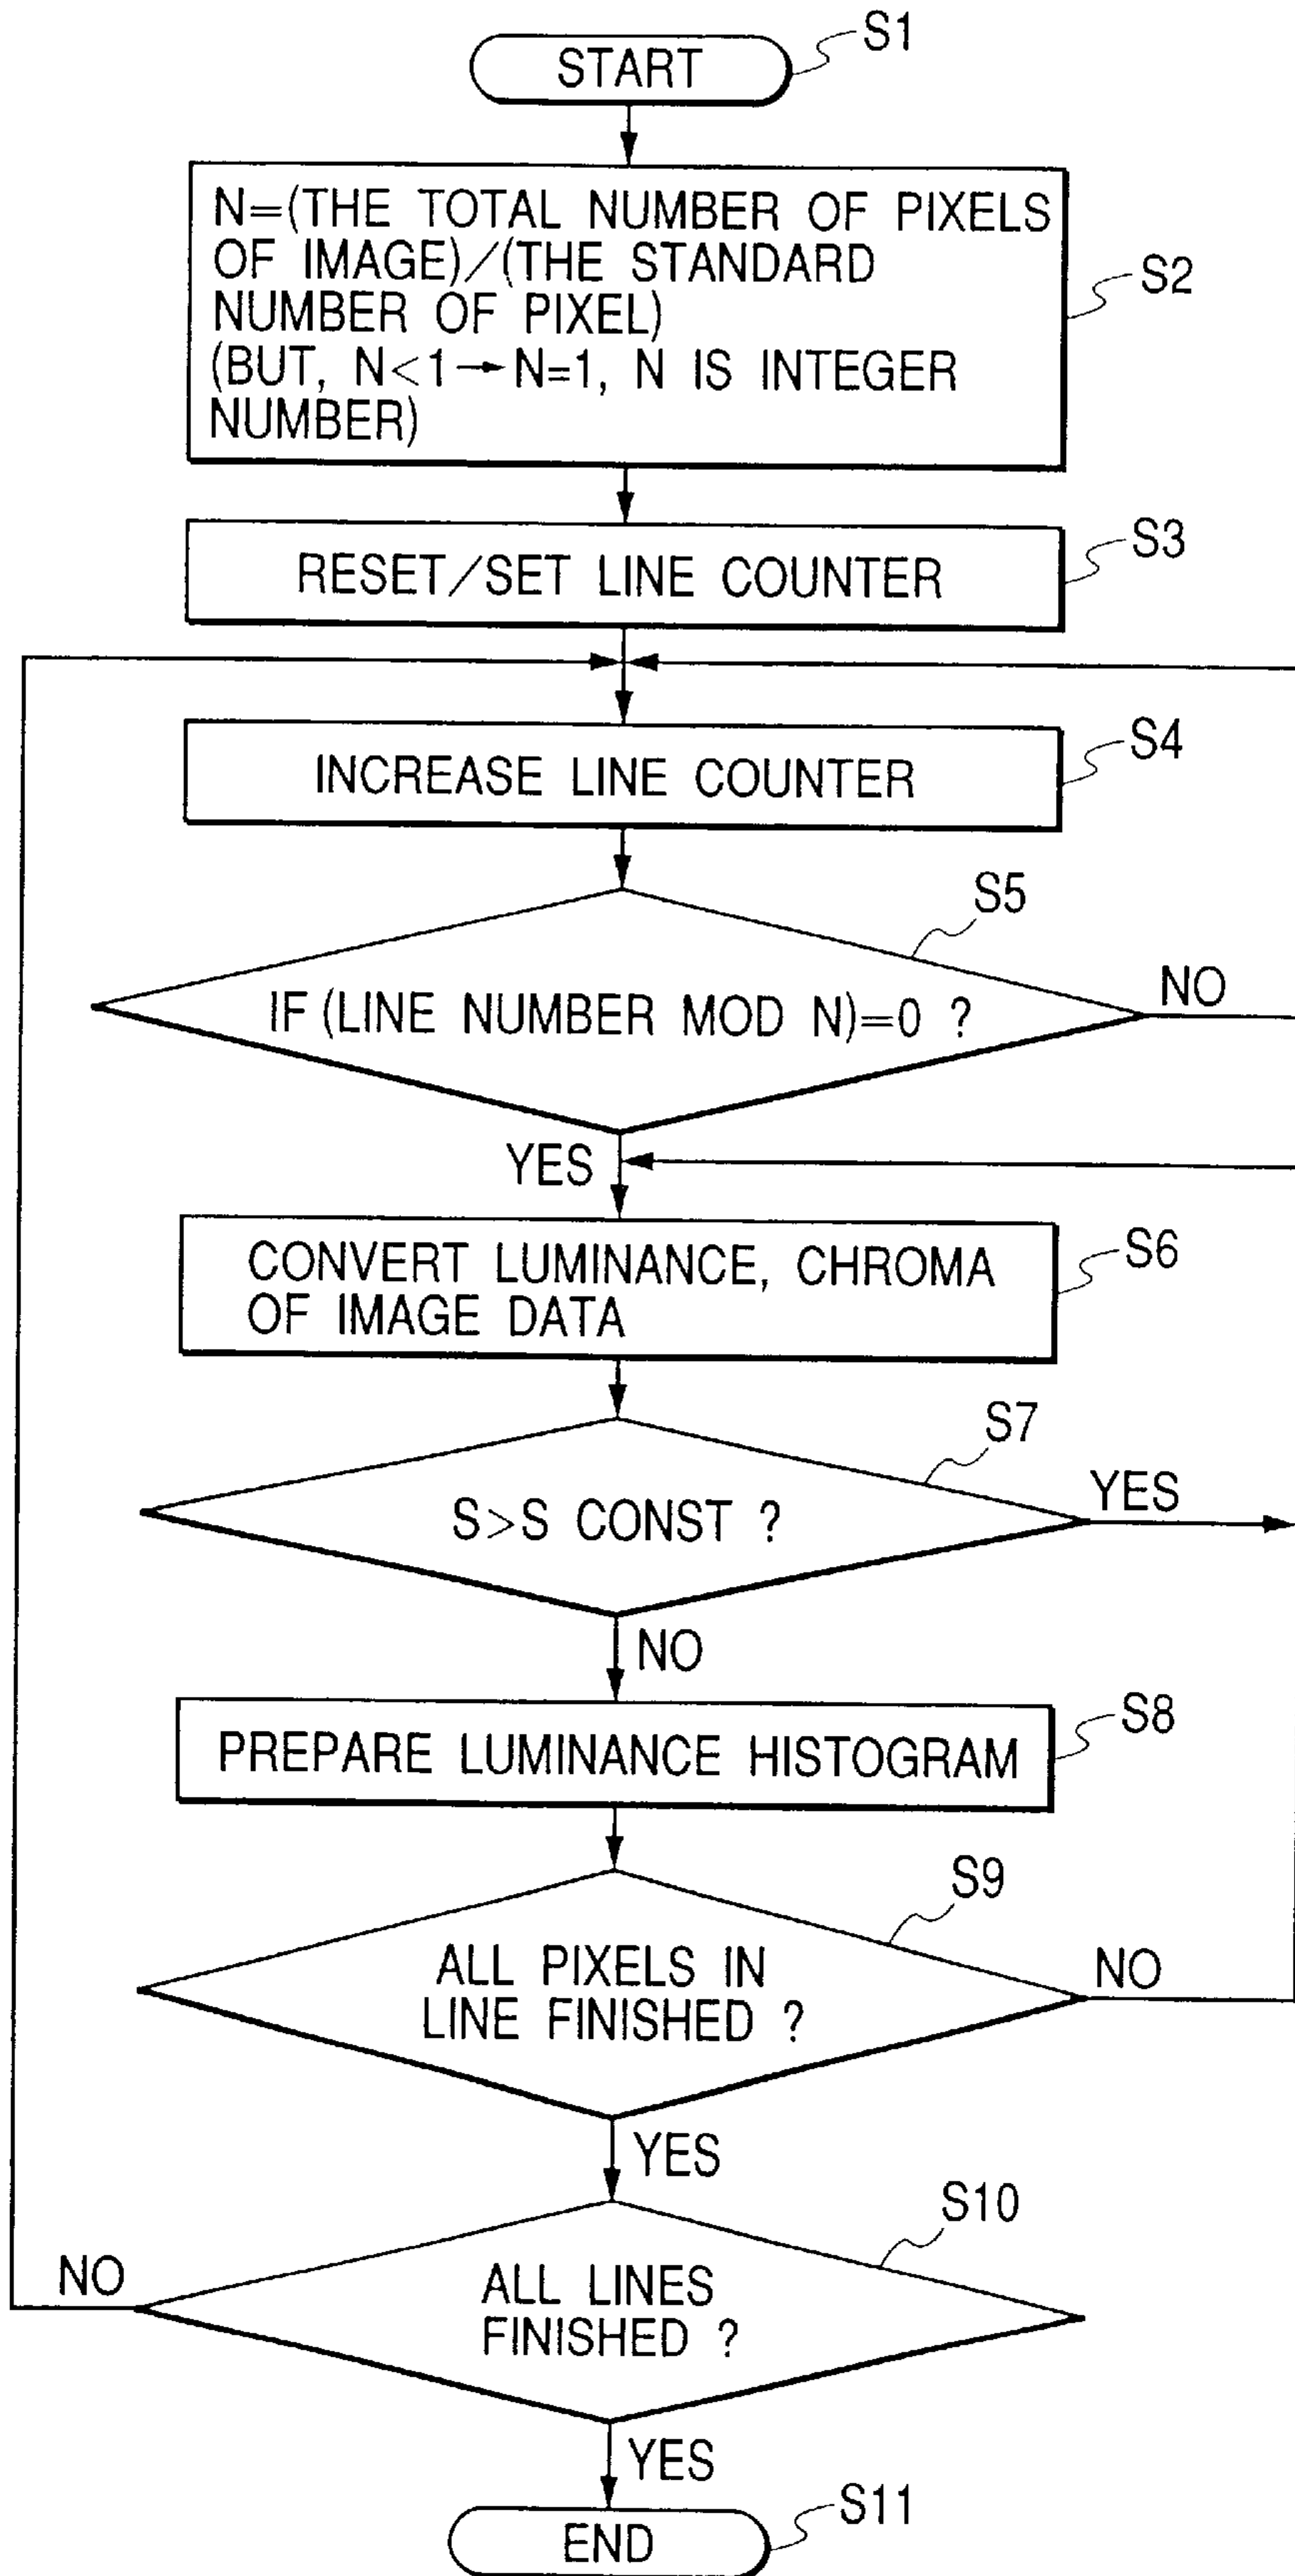 START
S1
N=(THE TOTAL NUMBER OF PIXELS
OF IMAGE)/(THE STANDARD
NUMBER OF PIXEL)
(BUT, N<1→N=1, N IS INTEGER
NUMBER)
S2
RESET/SET LINE COUNTER
S3
INCREASE LINE COUNTER
S4
S5
IF (LINE NUMBER MOD N)=0 ?
NO
YES
CONVERT LUMINANCE, CHROMA
OF IMAGE DATA
S6
S7
S>S CONST ?
YES
NO
PREPARE LUMINANCE HISTOGRAM
S8
S9
ALL PIXELS IN
LINE FINISHED ?
NO
YES
S10
ALL LINES
FINISHED ?
NO
YES
END
S11